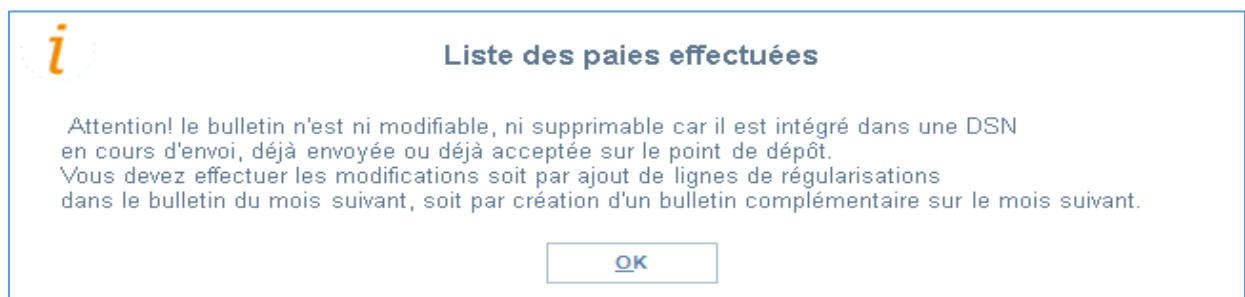 i
Liste des paies effectuées
Attention! le bulletin n'est ni modifiable, ni supprimable car il est intégré dans une DSN
en cours d'envoi, déjà envoyée ou déjà acceptée sur le point de dépôt.
Vous devez effectuer les modifications soit par ajout de lignes de régularisations
dans le bulletin du mois suivant, soit par création d'un bulletin complémentaire sur le mois suivant.
OK